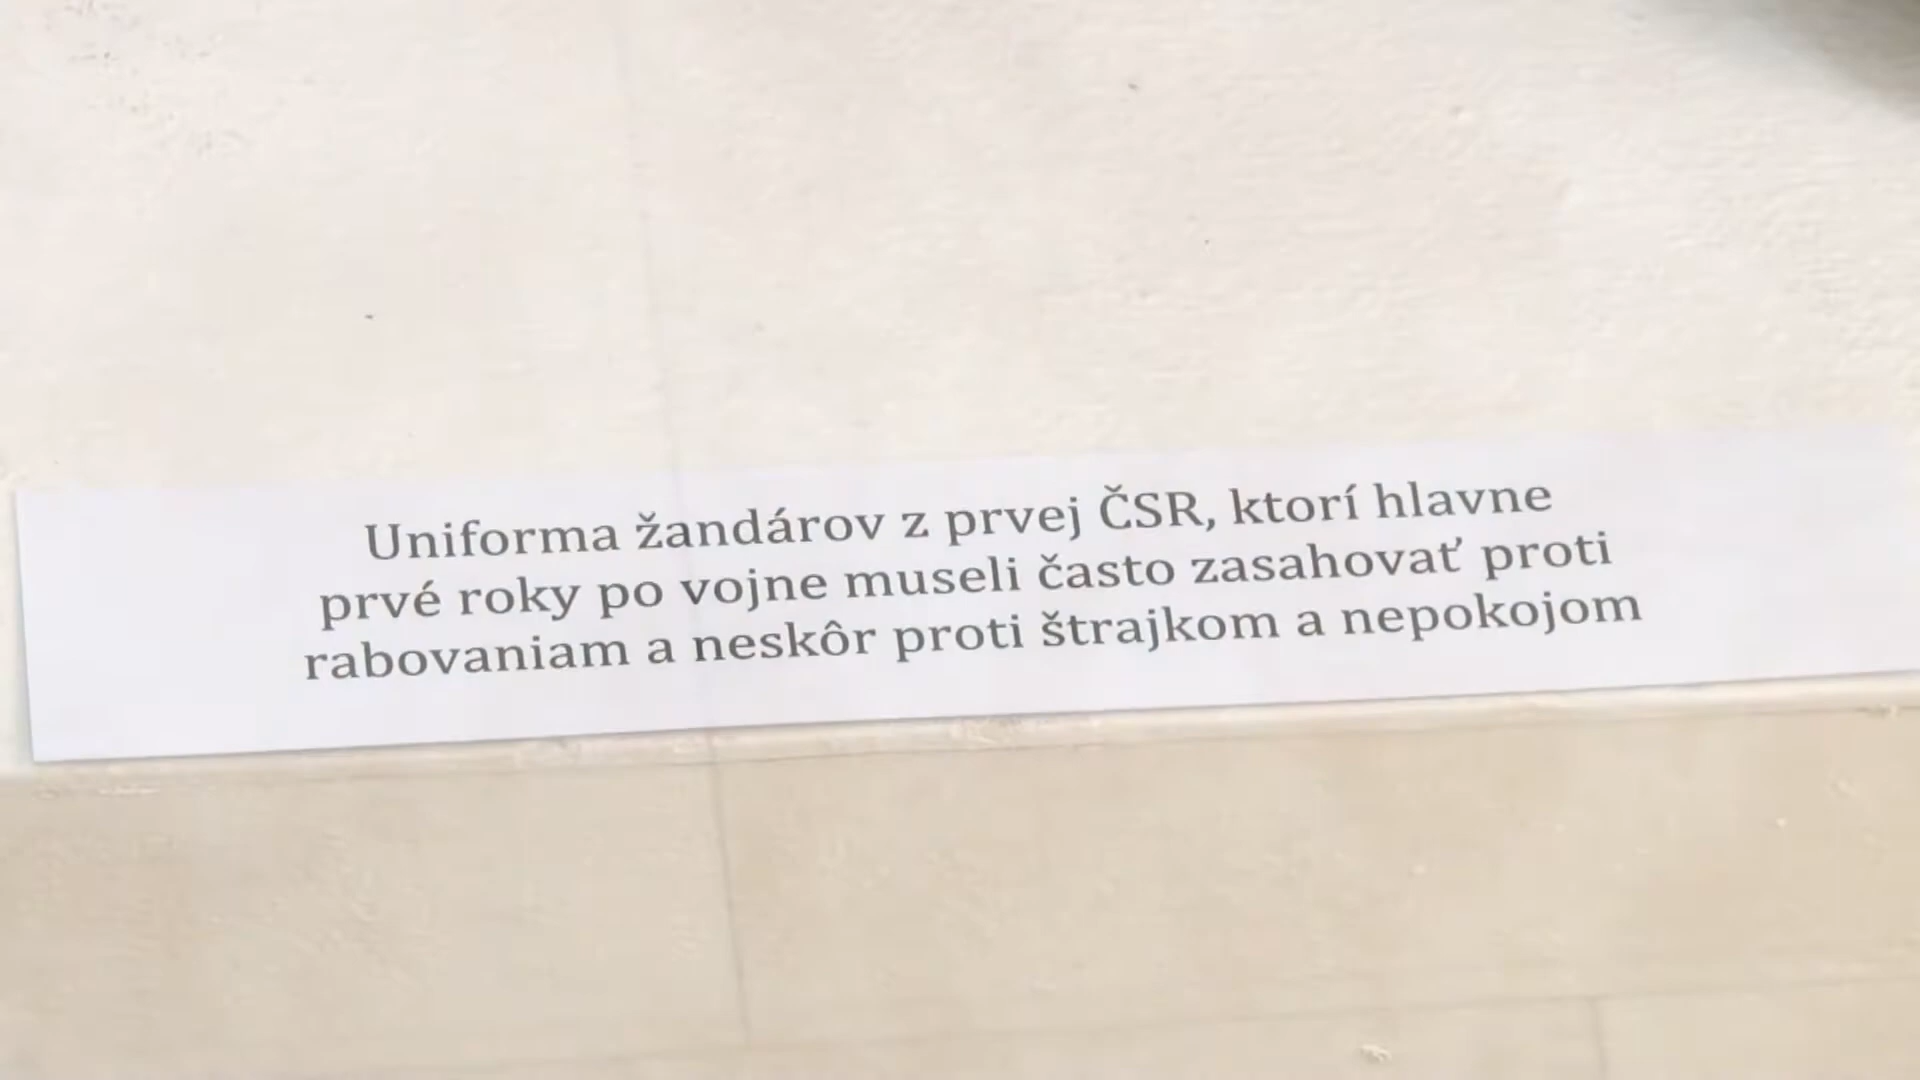 Uniforma žandárov z prvej ČSR, ktorí hlavne
prvé roky po vojne museli často zasahovať proti
rabovaniam a neskôr proti štrajkom a nepokojom